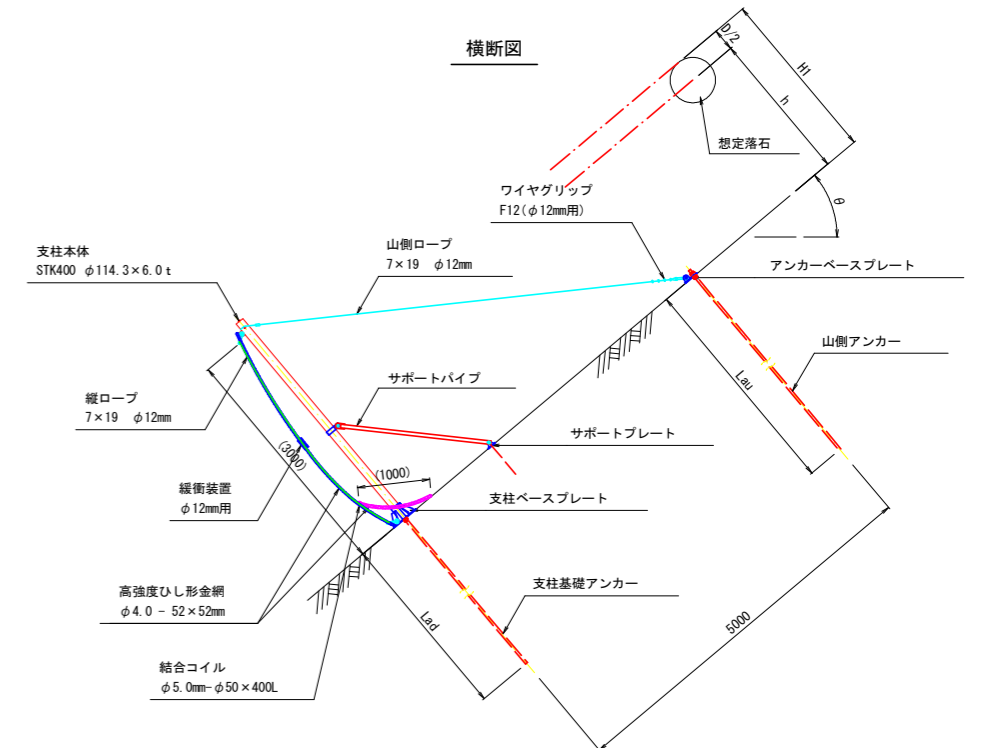 横断図
D/2
H1
h
想定落石
θ
ワイヤグリップ
F12(φ12mm用)
支柱本体
STK400 φ114.3×6.0t
山側ロープ
7×19 φ12mm
アンカーベースプレート
山側アンカー
サポートパイプ
Lau
縦ロープ
7×19 φ12mm
サポートプレート
(3000)
(1000)
緩衝装置
φ12mm用
支柱ベースプレート
高強度ひし形金網
φ4.0 - 52×52mm
支柱基礎アンカー
Lad
5000
結合コイル
φ5.0mm-φ50×400L